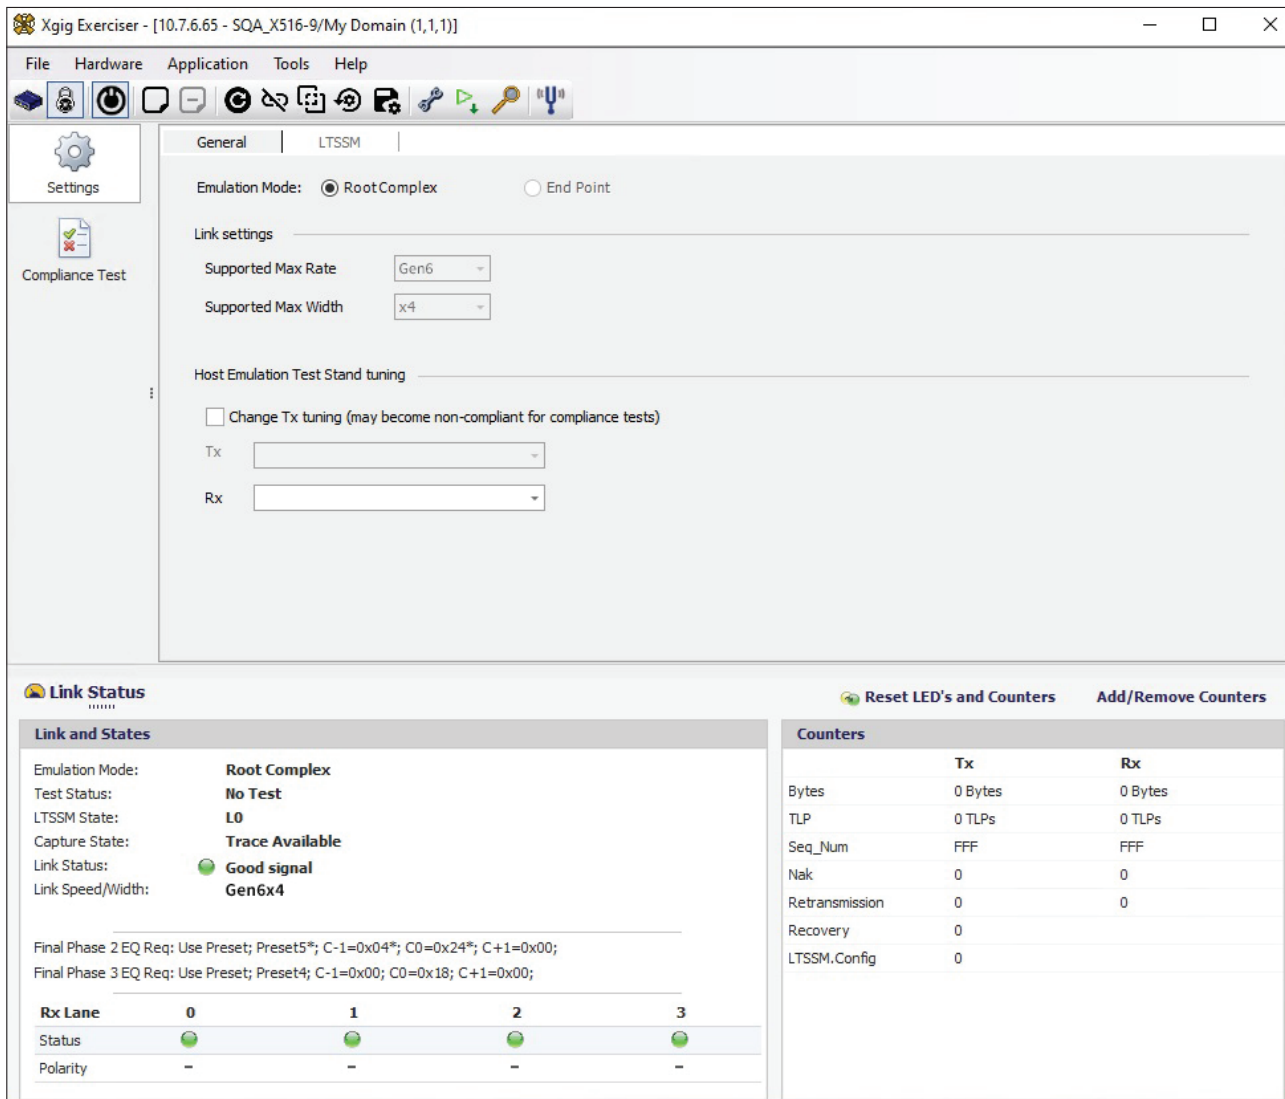 Xgig Exerciser - [10.7.6.65 - SQA_X516-9/My Domain (1,1,1)]
File Hardware Application Tools Help
Settings
Compliance Test
General LTSSM
Emulation Mode: Root Complex End Point
Link settings
Supported Max Rate Gen6
Supported Max Width x4
Host Emulation Test Stand tuning
Change Tx tuning (may become non-compliant for compliance tests)
Tx
Rx
Link Status
Reset LED's and Counters Add/Remove Counters
Link and States
Emulation Mode: Root Complex
Test Status: No Test
LTSSM State: L0
Capture State: Trace Available
Link Status: Good signal
Link Speed/Width: Gen6x4
Final Phase 2 EQ Req: Use Preset; Preset5*; C-1=0x04*; C0=0x24*; C+1=0x00;
Final Phase 3 EQ Req: Use Preset; Preset4; C-1=0x00; C0=0x18; C+1=0x00;
Rx Lane 0 1 2 3
Status
Polarity – – – –
Counters
Tx Rx
Bytes 0 Bytes 0 Bytes
TLP 0 TLPs 0 TLPs
Seq_Num FFF FFF
Nak 0 0
Retransmission 0 0
Recovery 0
LTSSM.Config 0